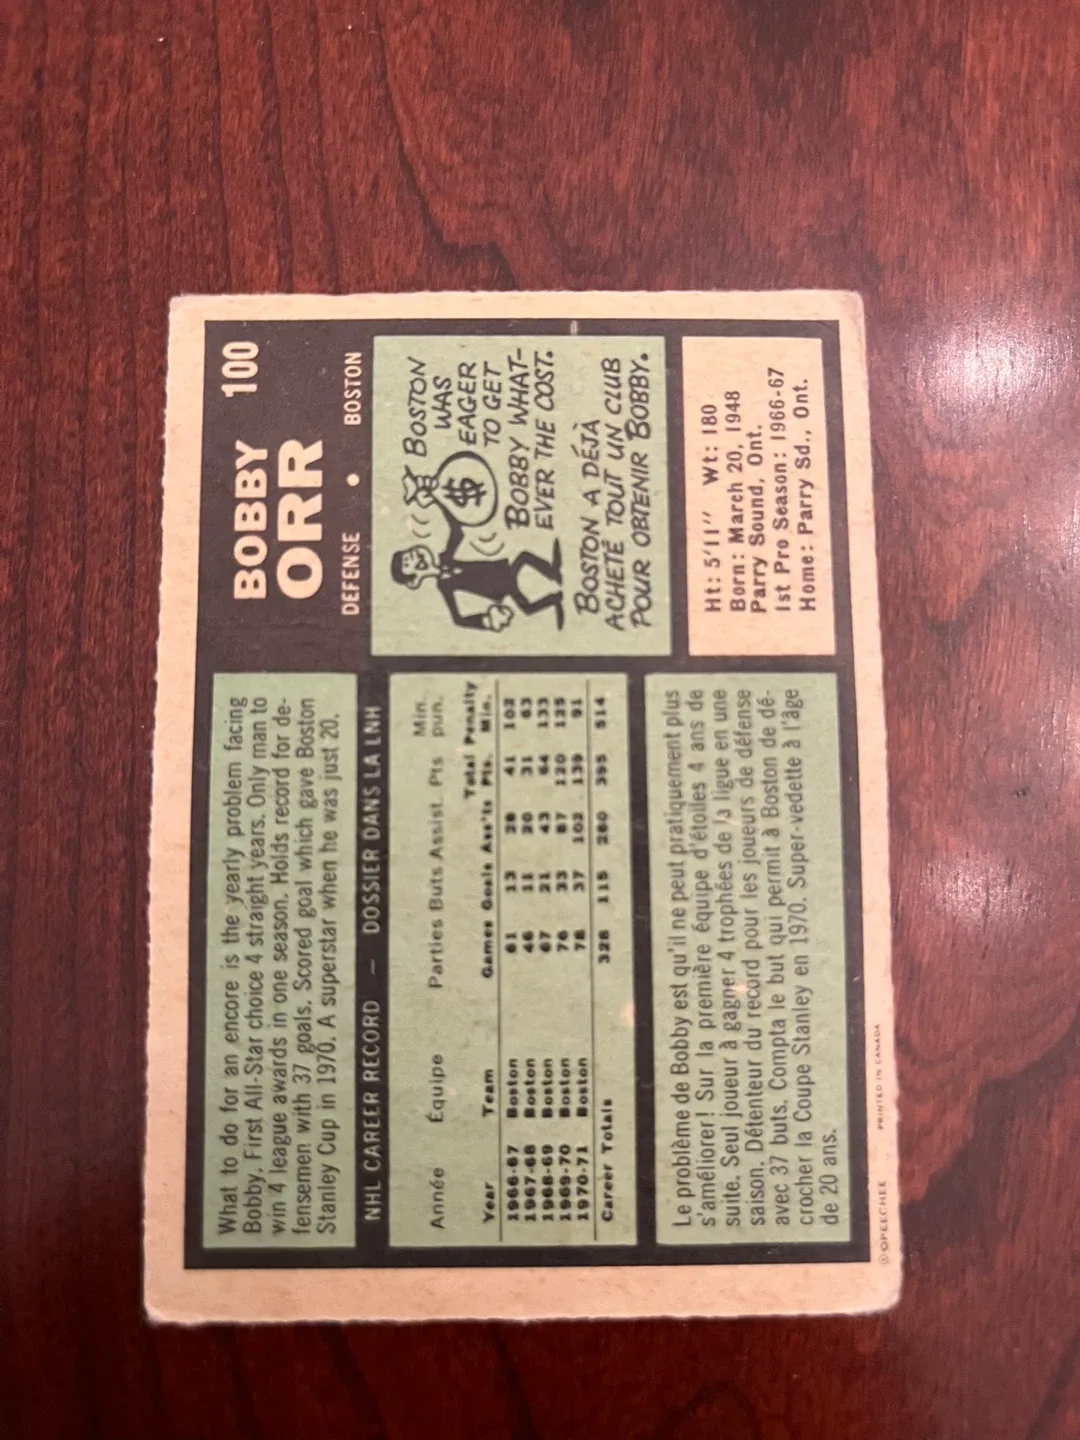 What to do for an encore is the yearly problem facing
Bobby. First All-Star choice 4 straight years. Only man to
win 4 league awards in one season. Holds record for de-
fensemen with 37 goals. Scored goal which gave Boston
Stanley Cup in 1970. A superstar when he was just 20.
BOBBY 100
ORR
DEFENSE • BOSTON
NHL CAREER RECORD — DOSSIER DANS LA LNH
Année Équipe Parties Buts Assist. Pts Min. pun.
Year Team Games Goals Ass'ts Total Pts. Penalty Min.
1966-67 Boston 61 13 28 41 102
1967-68 Boston 46 11 20 31 63
1968-69 Boston 67 21 43 64 133
1969-70 Boston 76 33 87 120 125
1970-71 Boston 78 37 102 139 91
Career Totals 328 115 280 395 514
$
BOSTON
WAS
EAGER
TO GET
BOBBY WHAT-
EVER THE COST.
BOSTON A DÉJÀ
ACHETÉ TOUT UN CLUB
POUR OBTENIR BOBBY.
Le problème de Bobby est qu'il ne peut pratiquement plus
s'améliorer! Sur la première équipe d'étoiles 4 ans de
suite. Seul joueur à gagner 4 trophées de la ligue en une
saison. Détenteur du record pour les joueurs de défense
avec 37 buts. Compta le but qui permit à Boston de dé-
crocher la Coupe Stanley en 1970. Super-vedette à l'âge
de 20 ans.
Ht: 5'11" Wt: 180
Born: March 20, 1948
Parry Sound, Ont.
1st Pro Season: 1966-67
Home: Parry Sd., Ont.
©OPEECHEE PRINTED IN CANADA